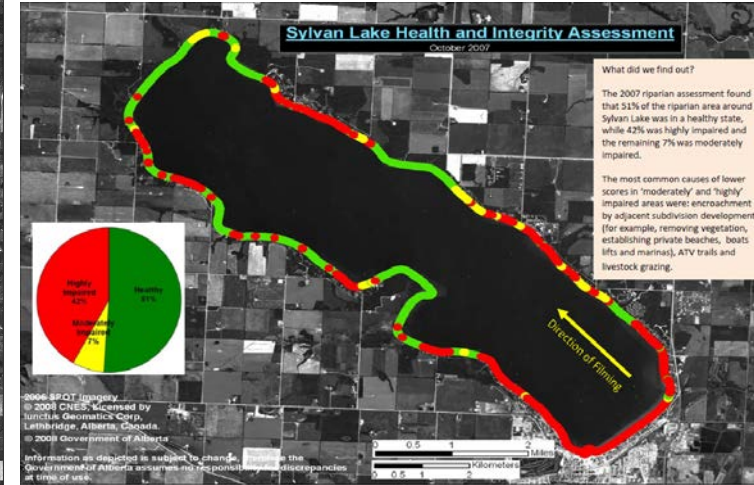 Sylvan Lake Health and Integrity Assessment
October 2007
What did we find out?
The 2007 riparian assessment found
that 51% of the riparian area around
Sylvan Lake was in a healthy state,
while 42% was highly impaired and
the remaining 7% was moderately
impaired.
The most common causes of lower
scores in 'moderately' and 'highly'
impaired areas were: encroachment
by adjacent subdivision development
(for example, removing vegetation,
establishing private beaches, boats
lifts and marinas), ATV trails and
livestock grazing.
Highly
Impaired
42%
Healthy
51%
Moderately
Impaired
7%
Direction of Filming
2006 SPOT Imagery
© 2008 CNES, Licensed by
Iunctus Geomatics Corp,
Lethbridge, Alberta, Canada.
© 2008 Government of Alberta
Information as depicted is subject to change, therefore the
Government of Alberta assumes no responsibility for discrepancies
at time of use.
0 0.5 1 2
Miles
Kilometers
0 0.5 1 2